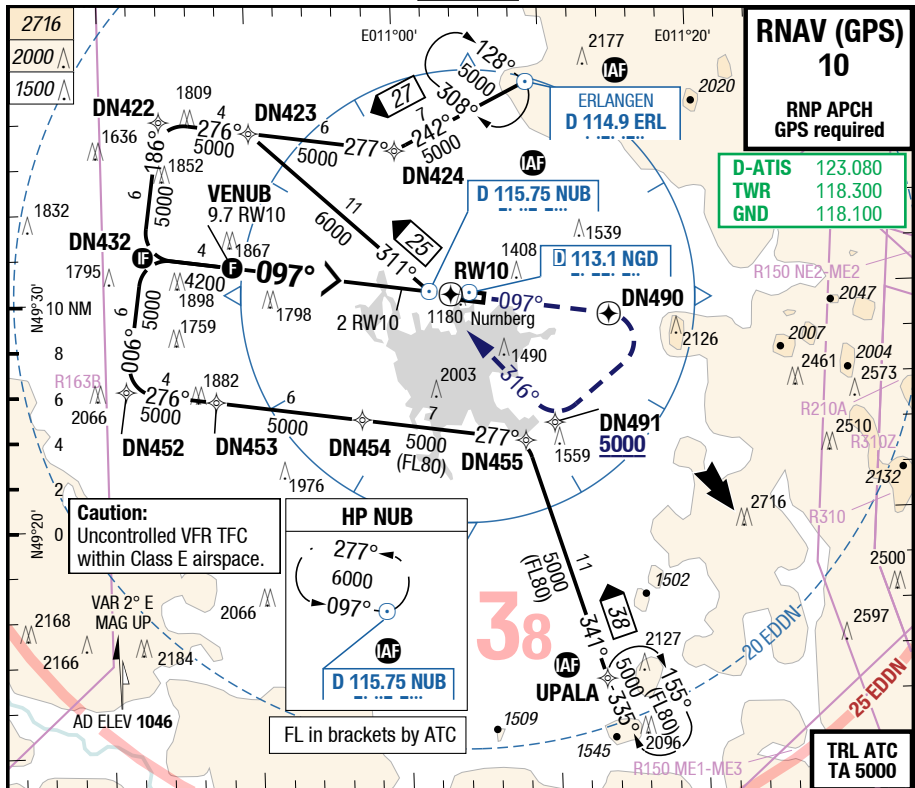 2716
2000
1500
E011°00'
E011°20'
RNAV (GPS)
10
RNP APCH
GPS required
D-ATIS 123.080
TWR 118.300
GND 118.100
2177
IAF
2020
128°
5000
308°
ERLANGEN
D 114.9 ERL
27
7
242°
5000
DN422
1809
4
276°
5000
DN423
6
5000
277°
DN424
1636
186°
1852
6
5000
IAF
D 115.75 NUB
VENUB
9.7 RW10
11
6000
311°
25
1832
DN432
IF
4
F
1867
097°
4200
1898
1795
1798
1539
1408
D 113.1 NGD
RW10
R150 NE2-ME2
2047
N49°30'
10 NM
5000
6
2 RW10
1180 Nurnberg
097°
DN490
2126
2007
2004
2461
2573
1759
1490
316°
2003
8
006°
R163B
2066
4
276°
5000
1882
6
5000
7
5000
(FL80)
277°
R210A
2510
R310Z
2132
6
4
2
0
N49°20'
DN452
DN453
DN454
DN455
1559
DN491
5000
1976
2716
R310
2500
Caution:
Uncontrolled VFR TFC
within Class E airspace.
HP NUB
277°
6000
097°
IAF
D 115.75 NUB
11
5000
(FL80)
341°
38
1502
2127
2597
VAR 2° E
MAG UP
2066
2168
2166
2184
AD ELEV 1046
38
IAF
UPALA
155°
5000
(FL80)
335°
2096
20 EDDN
25 EDDN
FL in brackets by ATC
1509
1545
R150 ME1-ME3
TRL ATC
TA 5000